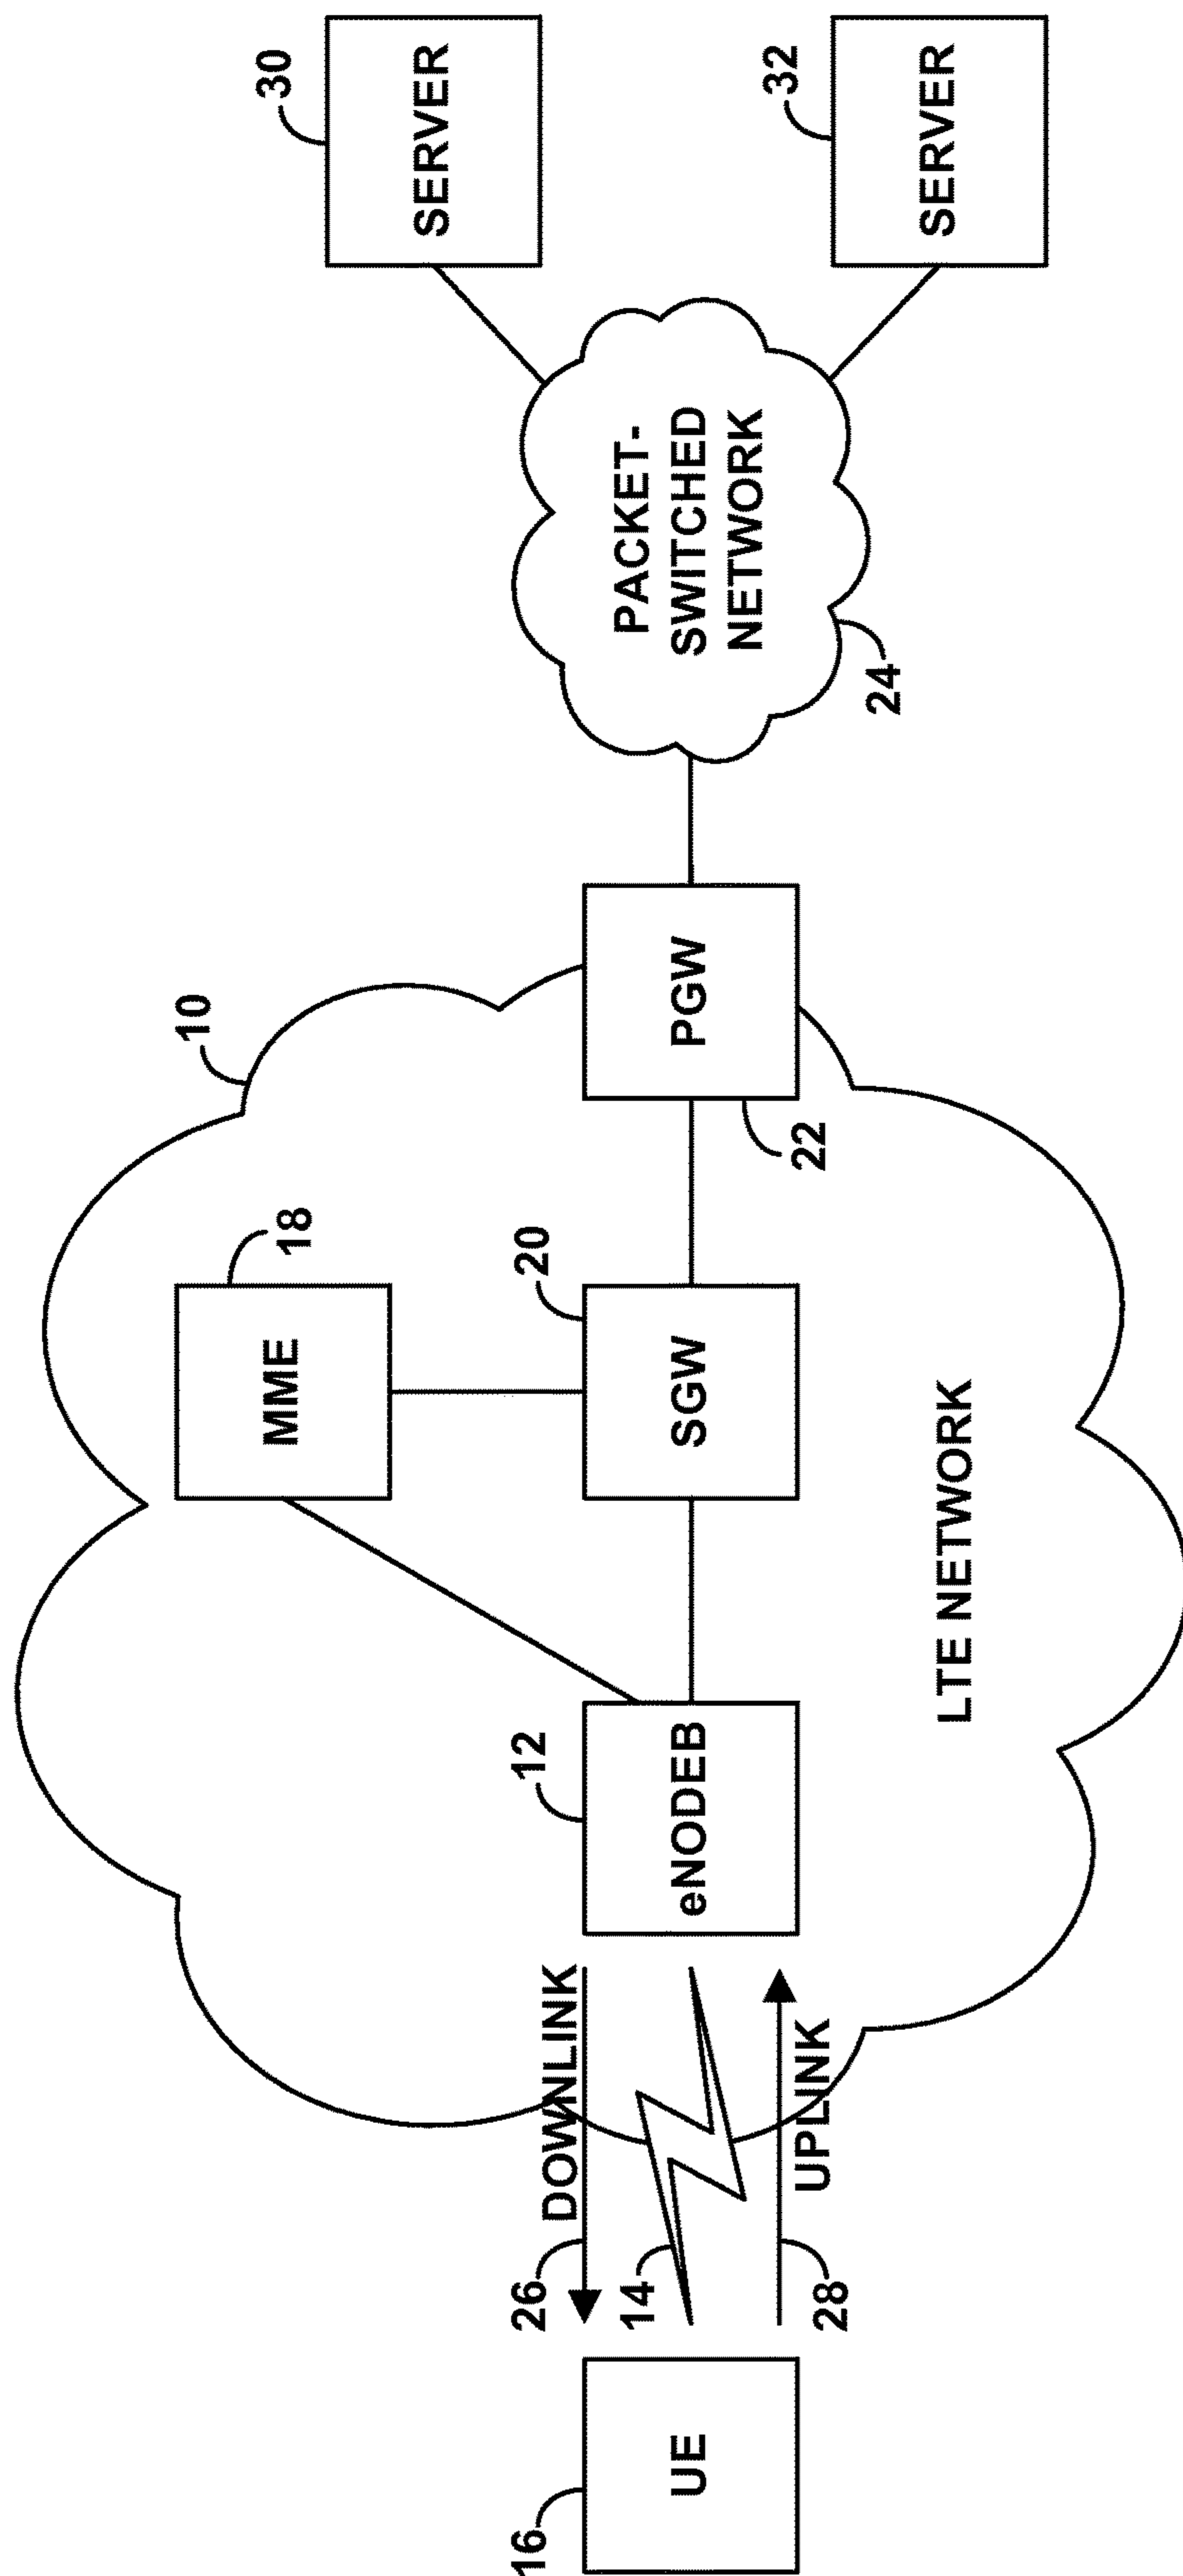 10
MME
18
30
SERVER
16
UE
26
DOWNLINK
14
28
UPLINK
12
eNODEB
20
SGW
PGW
22
PACKET-
SWITCHED
NETWORK
24
32
SERVER
LTE NETWORK